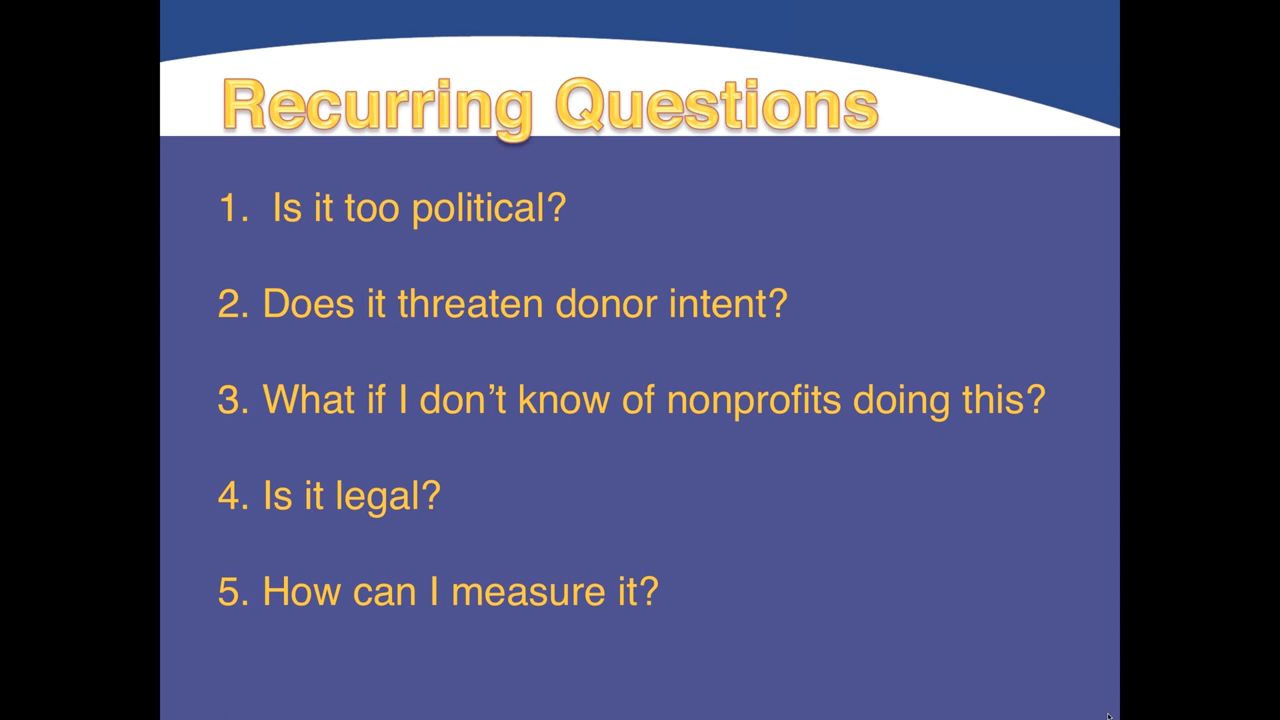 Recurring Questions
1. Is it too political?
2. Does it threaten donor intent?
3. What if I don’t know of nonprofits doing this?
4. Is it legal?
5. How can I measure it?